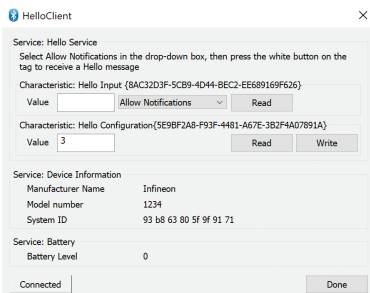 HelloClient
Service: Hello Service
Select Allow Notifications in the drop-down box, then press the white button on the
tag to receive a Hello message
Characteristic: Hello Input {8AC32D3F-5CB9-4D44-BEC2-EE689169F626}
Value Allow Notifications Read
Characteristic: Hello Configuration{5E9BF2A8-F93F-4481-A67E-3B2F4A07891A}
Value 3 Read Write
Service: Device Information
Manufacturer Name Infineon
Model number 1234
System ID 93 b8 63 80 5f 9f 91 71
Service: Battery
Battery Level 0
Connected Done